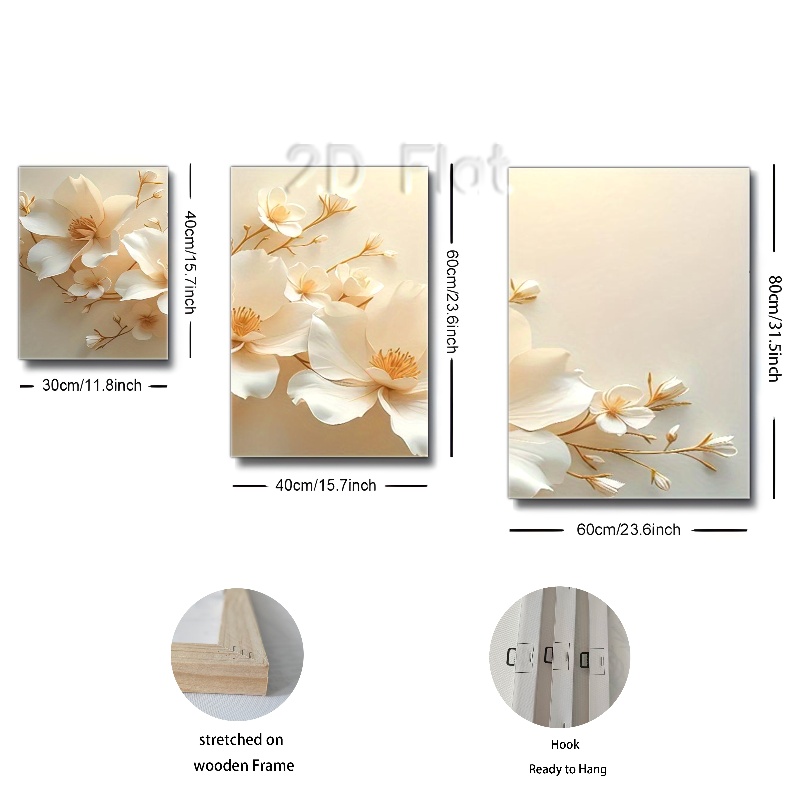 2D Flat
40cm/15.7inch
60cm/23.6inch
80cm/31.5inch
30cm/11.8inch
40cm/15.7inch
60cm/23.6inch
stretched on
wooden Frame
Hook
Ready to Hang